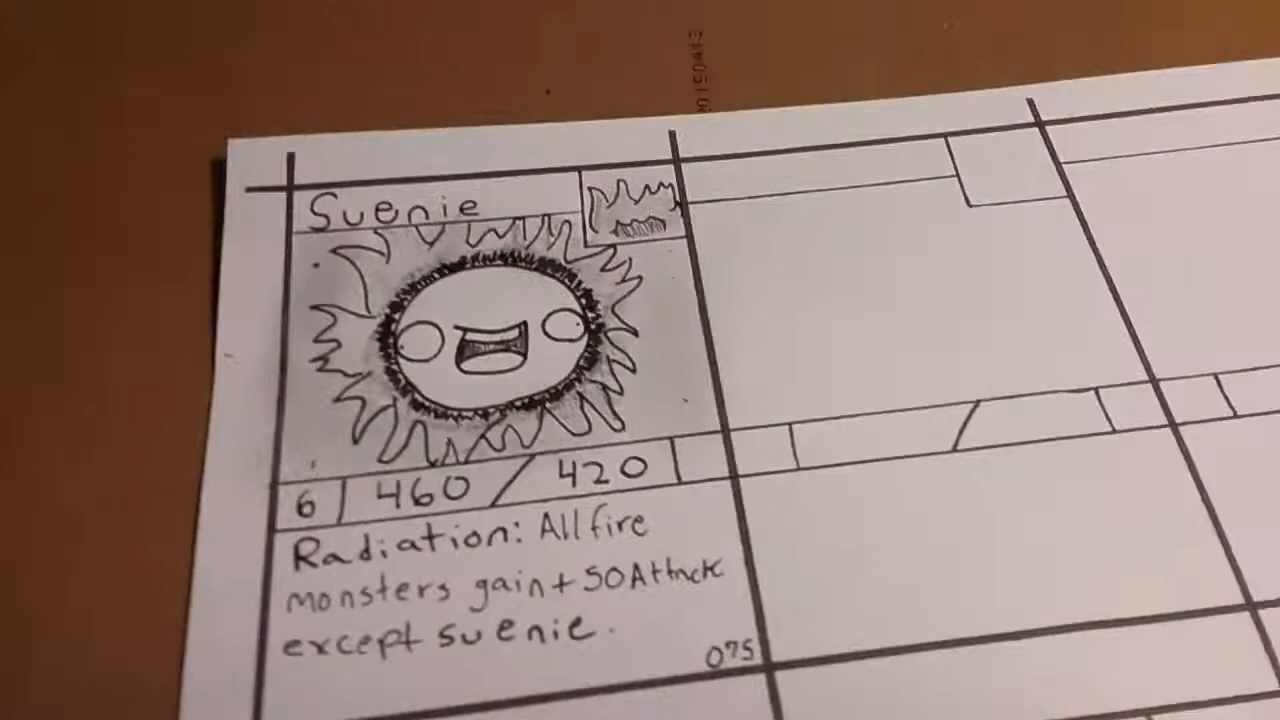 Suenie
6 460 / 420
Radiation: All fire
monsters gain +50 Attack
except suenie.
075